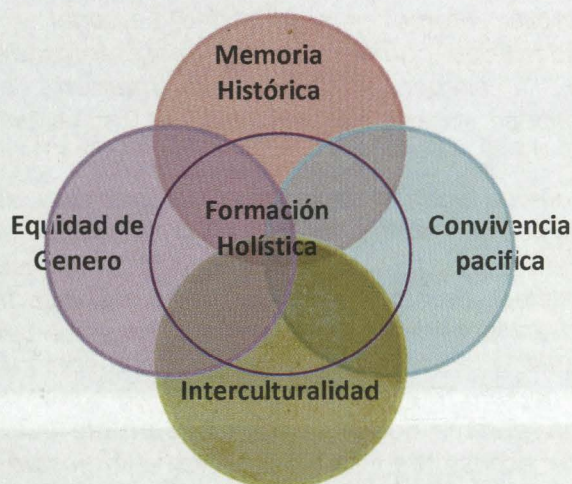 Memoria
Histórica
Equidad de
Genero
Formación
Holística
Convivencia
pacifica
Interculturalidad